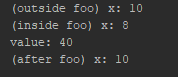 (outside foo) x: 10
(inside foo) x: 8
value: 40
(after foo) x: 10